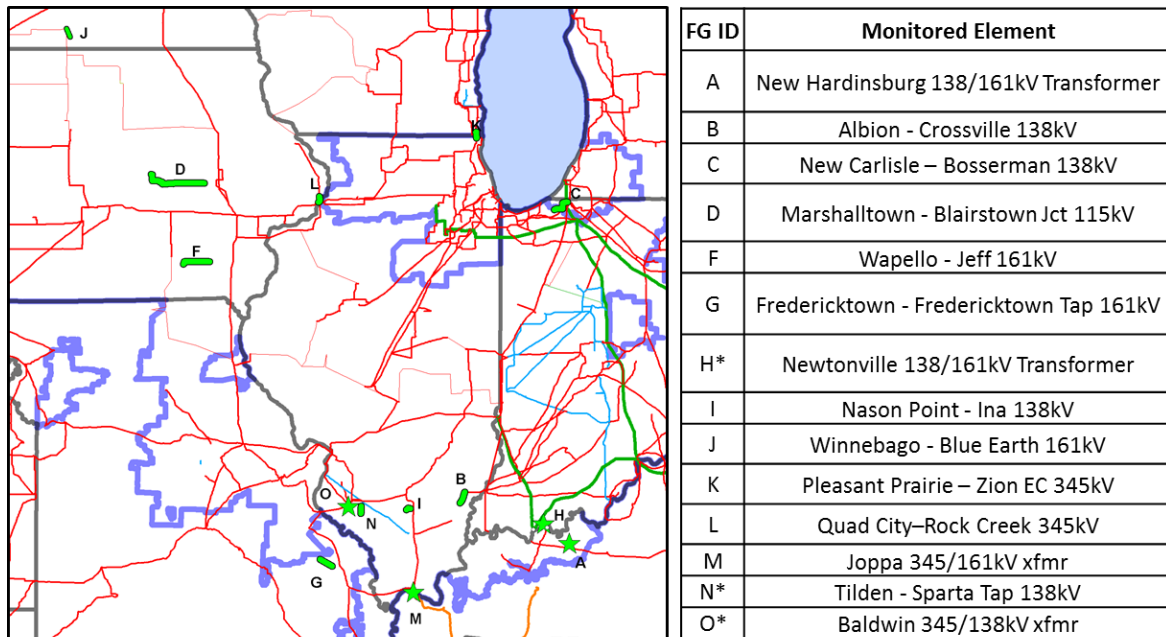 J
D
F
L
K
C
O
N
I
B
H
A
G
M
FG ID Monitored Element
A New Hardinsburg 138/161kV Transformer
B Albion - Crossville 138kV
C New Carlisle – Bosserman 138kV
D Marshalltown - Blairstown Jct 115kV
F Wapello - Jeff 161kV
G Fredericktown - Fredericktown Tap 161kV
H* Newtonville 138/161kV Transformer
I Nason Point - Ina 138kV
J Winnebago - Blue Earth 161kV
K Pleasant Prairie – Zion EC 345kV
L Quad City–Rock Creek 345kV
M Joppa 345/161kV xfmr
N* Tilden - Sparta Tap 138kV
O* Baldwin 345/138kV xfmr